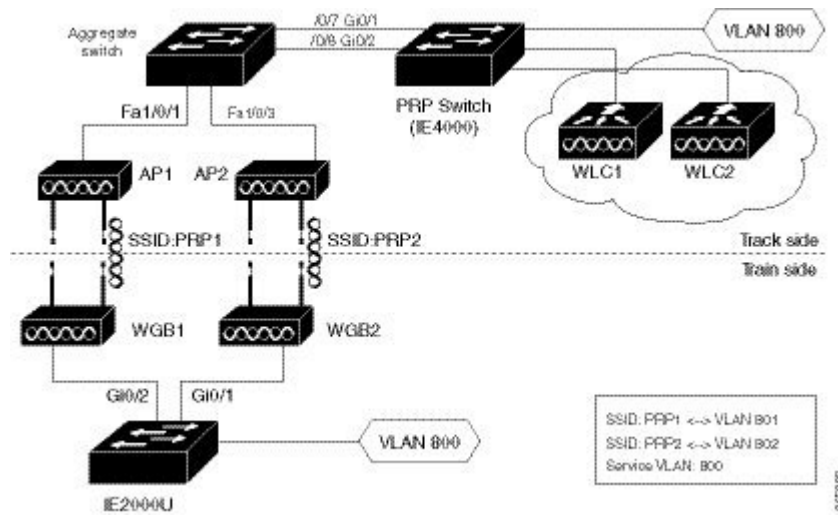 Aggregate switch
/0/7 Gi0/1
/0/8 Gi0/2
VLAN 800
Fa1/0/1
Fa1/0/3
PRP Switch
(IE4000)
WLC1
WLC2
AP1
AP2
SSID:PRP1
SSID:PRP2
Track side
Train side
WGB1
WGB2
Gi0/2
Gi0/1
VLAN 800
IE2000U
SSID: PRP1 <--> VLAN 801
SSID: PRP2 <--> VLAN 802
Service VLAN: 800